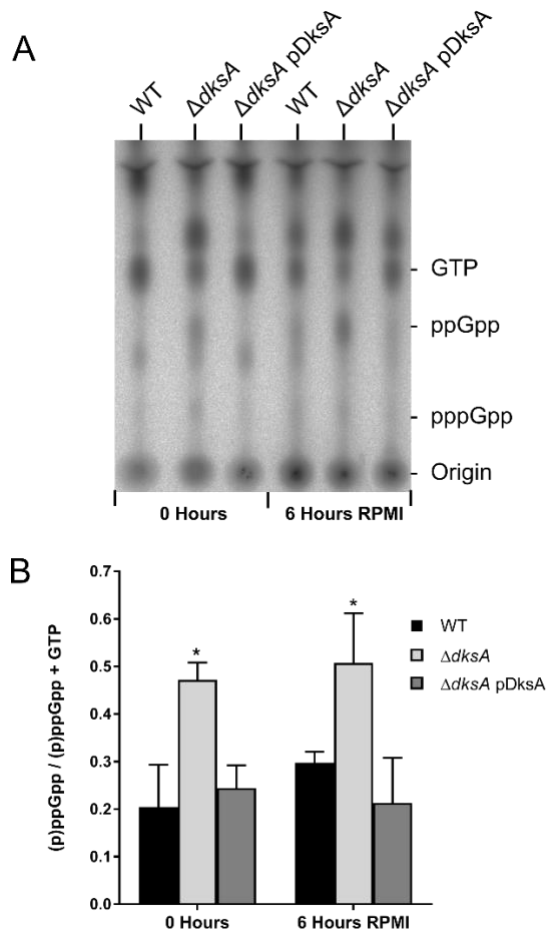 A
WT
ΔdksA
ΔdksA pDksA
WT
ΔdksA
ΔdksA pDksA
GTP
ppGpp
pppGpp
Origin
0 Hours
6 Hours RPMI
B
(p)ppGpp / (p)ppGpp + GTP
0.7
0.6
0.5
0.4
0.3
0.2
0.1
0.0
*
*
WT
ΔdksA
ΔdksA pDksA
0 Hours
6 Hours RPMI